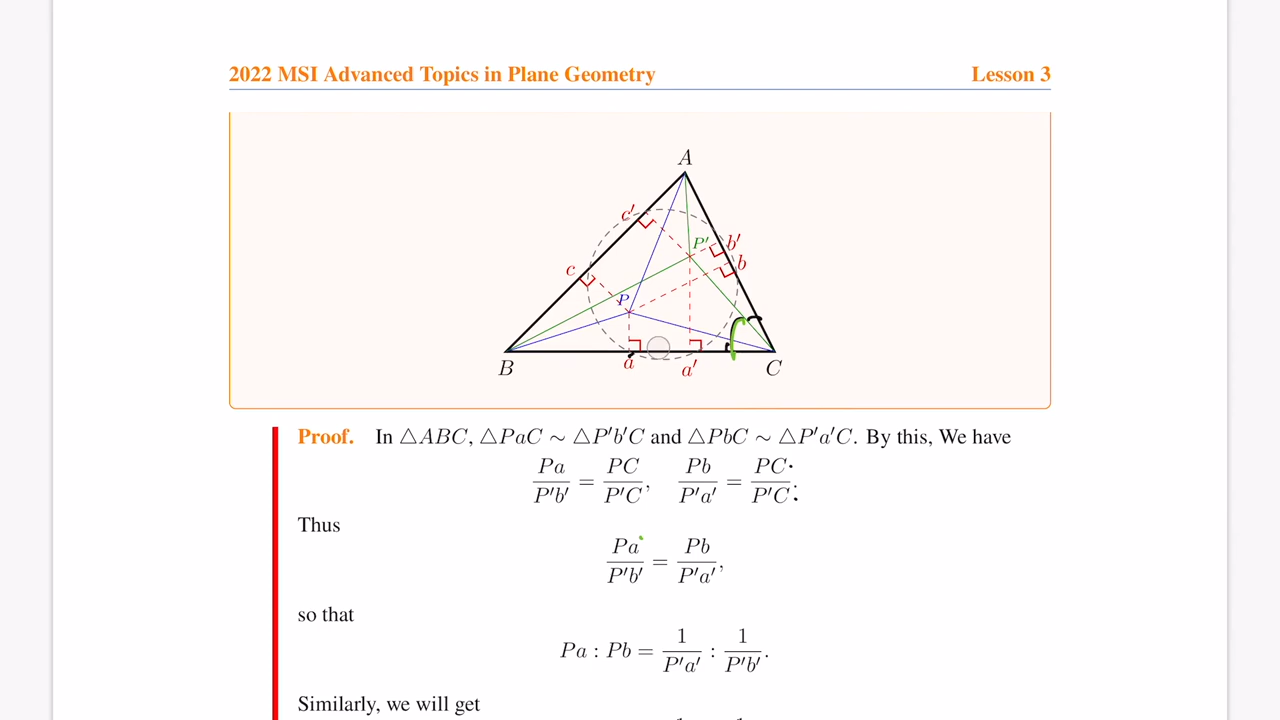 2022 MSI Advanced Topics in Plane Geometry Lesson 3
A
c′
P′ b′
c b
P
B a a′ C
Proof. In △ABC, △PaC ∼ △P′b′C and △PbC ∼ △P′a′C. By this, We have
Pa/P′b′ = PC/P′C, Pb/P′a′ = PC/P′C.
Thus
Pa/P′b′ = Pb/P′a′,
so that
Pa : Pb = 1/P′a′ : 1/P′b′.
Similarly, we will get